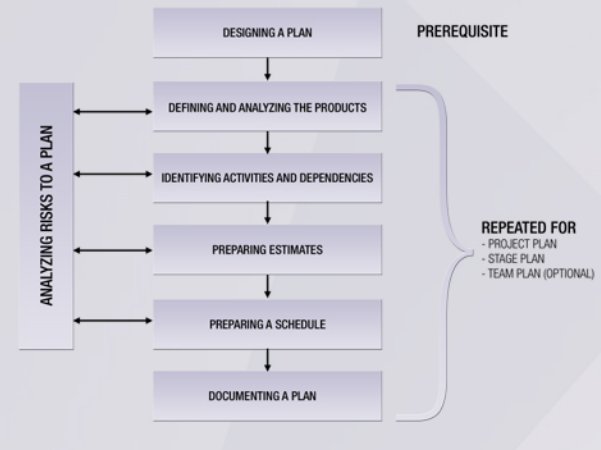 DESIGNING A PLAN
PREREQUISITE
DEFINING AND ANALYZING THE PRODUCTS
IDENTIFYING ACTIVITIES AND DEPENDENCIES
PREPARING ESTIMATES
PREPARING A SCHEDULE
DOCUMENTING A PLAN
ANALYZING RISKS TO A PLAN
REPEATED FOR
- PROJECT PLAN
- STAGE PLAN
- TEAM PLAN (OPTIONAL)